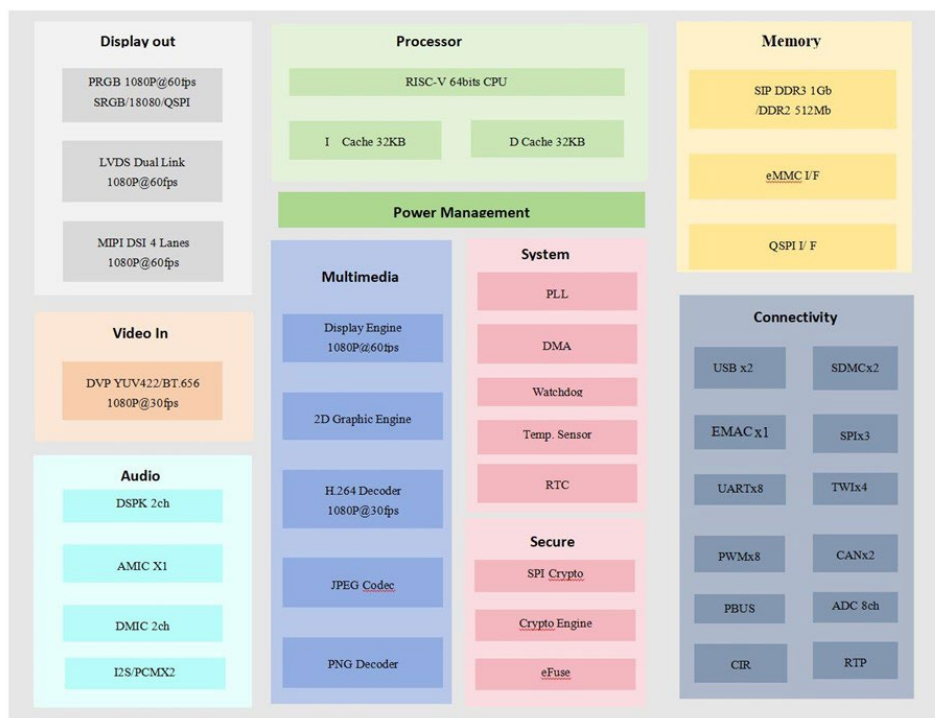 Display out
PRGB 1080P@60fps
SRGB/18080/QSPI
LVDS Dual Link
1080P@60fps
MIPI DSI 4 Lanes
1080P@60fps
Video In
DVP YUV422/BT.656
1080P@30fps
Audio
DSPK 2ch
AMIC X1
DMIC 2ch
I2S/PCMX2
Processor
RISC-V 64bits CPU
I Cache 32KB
D Cache 32KB
Power Management
Multimedia
Display Engine
1080P@60fps
2D Graphic Engine
H.264 Decoder
1080P@30fps
JPEG Codec
PNG Decoder
System
PLL
DMA
Watchdog
Temp. Sensor
RTC
Secure
SPI Crypto
Crypto Engine
eFuse
Memory
SIP DDR3 1Gb
/DDR2 512Mb
eMMC I/F
QSPI I/ F
Connectivity
USB x2
SDMCx2
EMAC x1
SPIx3
UARTx8
TWIx4
PWMx8
CANx2
PBUS
ADC 8ch
CIR
RTP